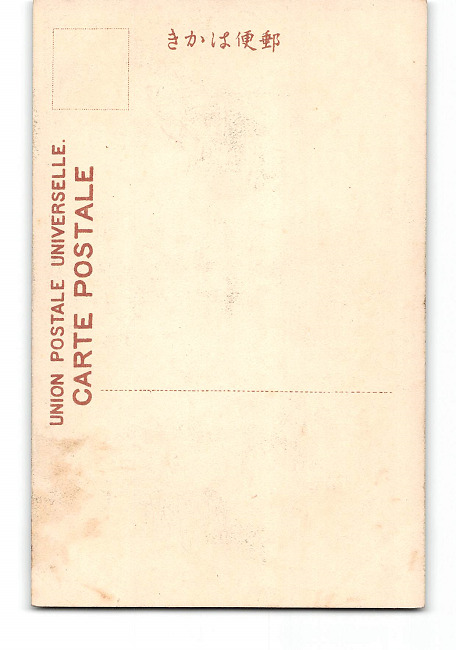 きかは便郵
UNION POSTALE UNIVERSELLE.
CARTE POSTALE